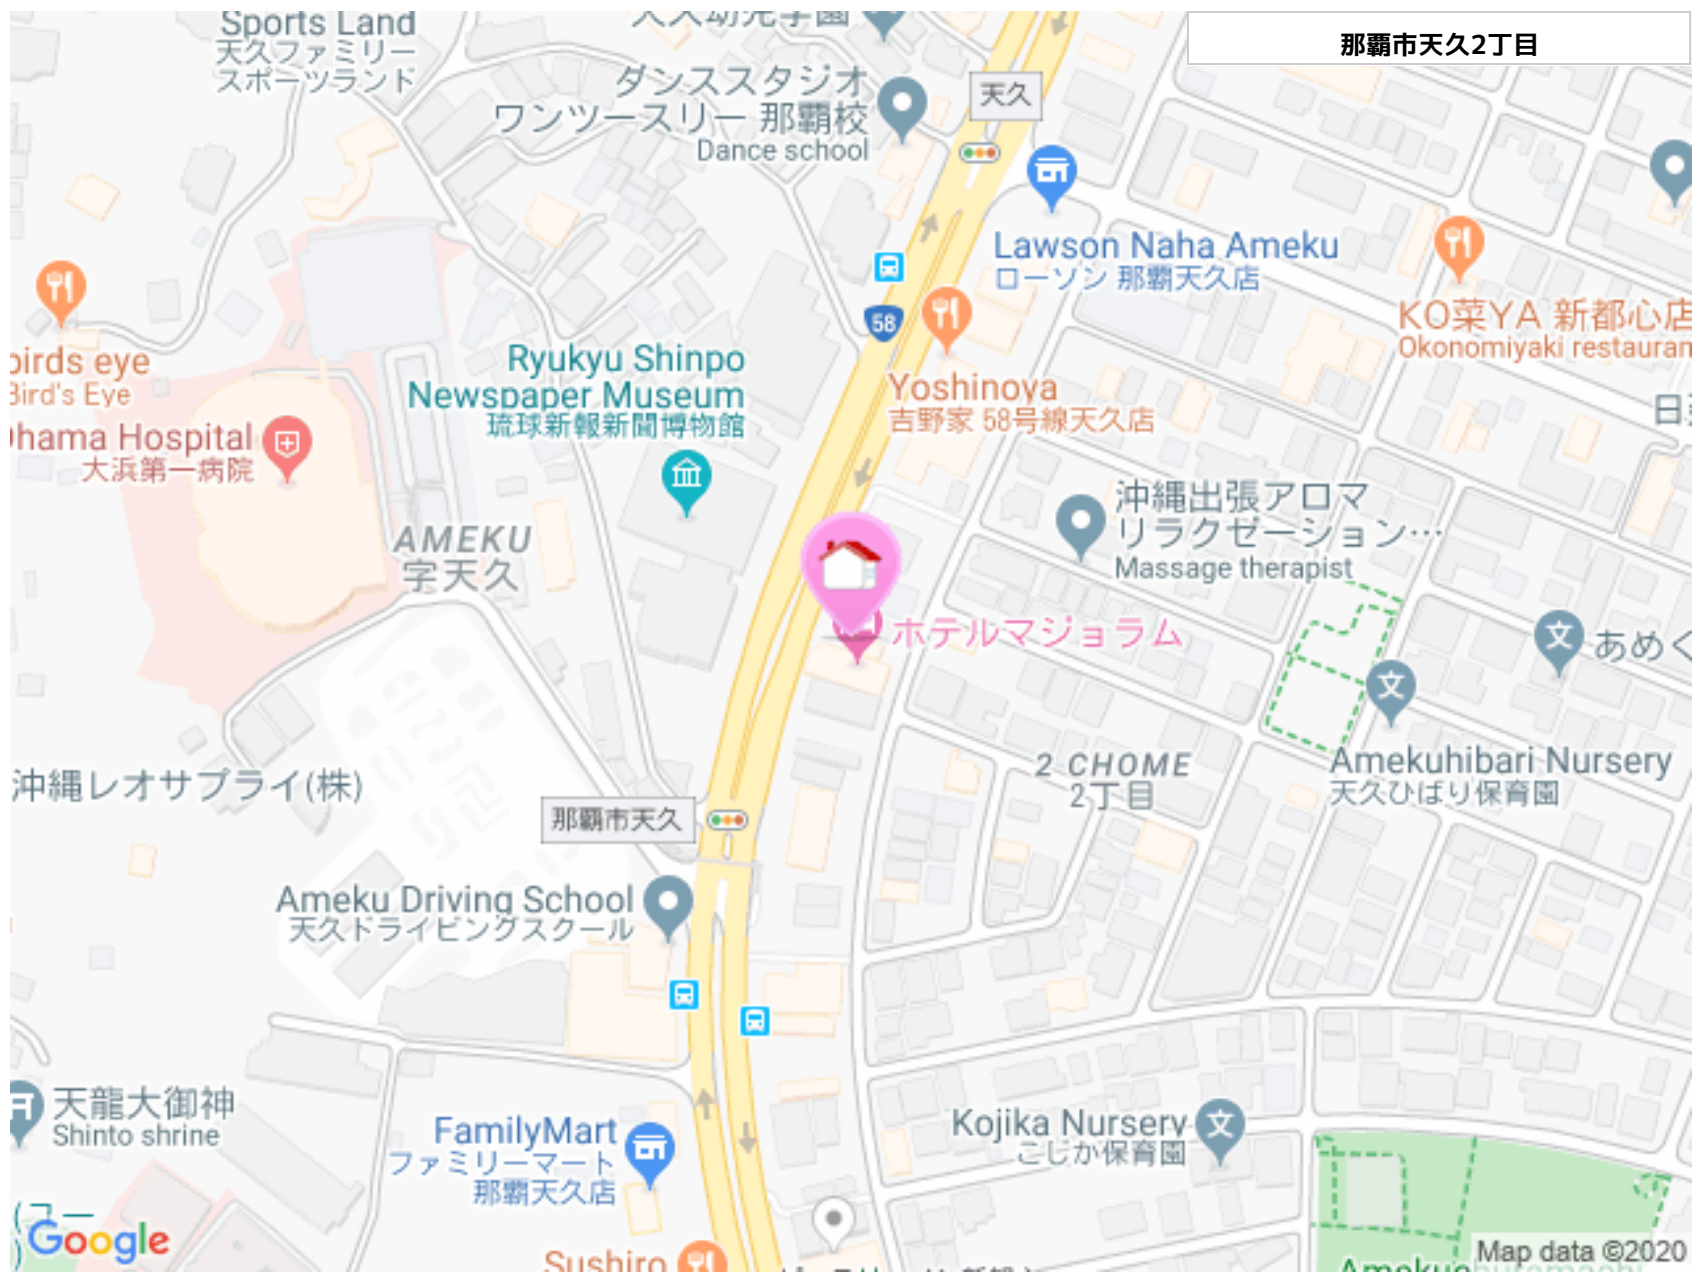 Sports Land
天久ファミリー
スポーツランド
那覇市天久2丁目
ダンススタジオ
ワンツースリー 那覇校
Dance school
天久
Lawson Naha Ameku
ローソン 那覇天久店
KO菜YA 新都心店
Okonomiyaki restauran
58
birds eye
Bird's Eye
Ryukyu Shinpo
Newspaper Museum
琉球新報新聞博物館
Yoshinoya
吉野家 58号線天久店
日
hama Hospital
大浜第一病院
沖縄出張アロマ
リラクゼーション…
Massage therapist
AMEKU
字天久
ホテルマジョラム
あめく
Amekuhibari Nursery
天久ひばり保育園
2 CHOME
2丁目
沖縄レオサプライ(株)
那覇市天久
Ameku Driving School
天久ドライビングスクール
天龍大御神
Shinto shrine
FamilyMart
ファミリーマート
那覇天久店
Kojika Nursery
こじか保育園
Google
Sushiro
Map data ©2020